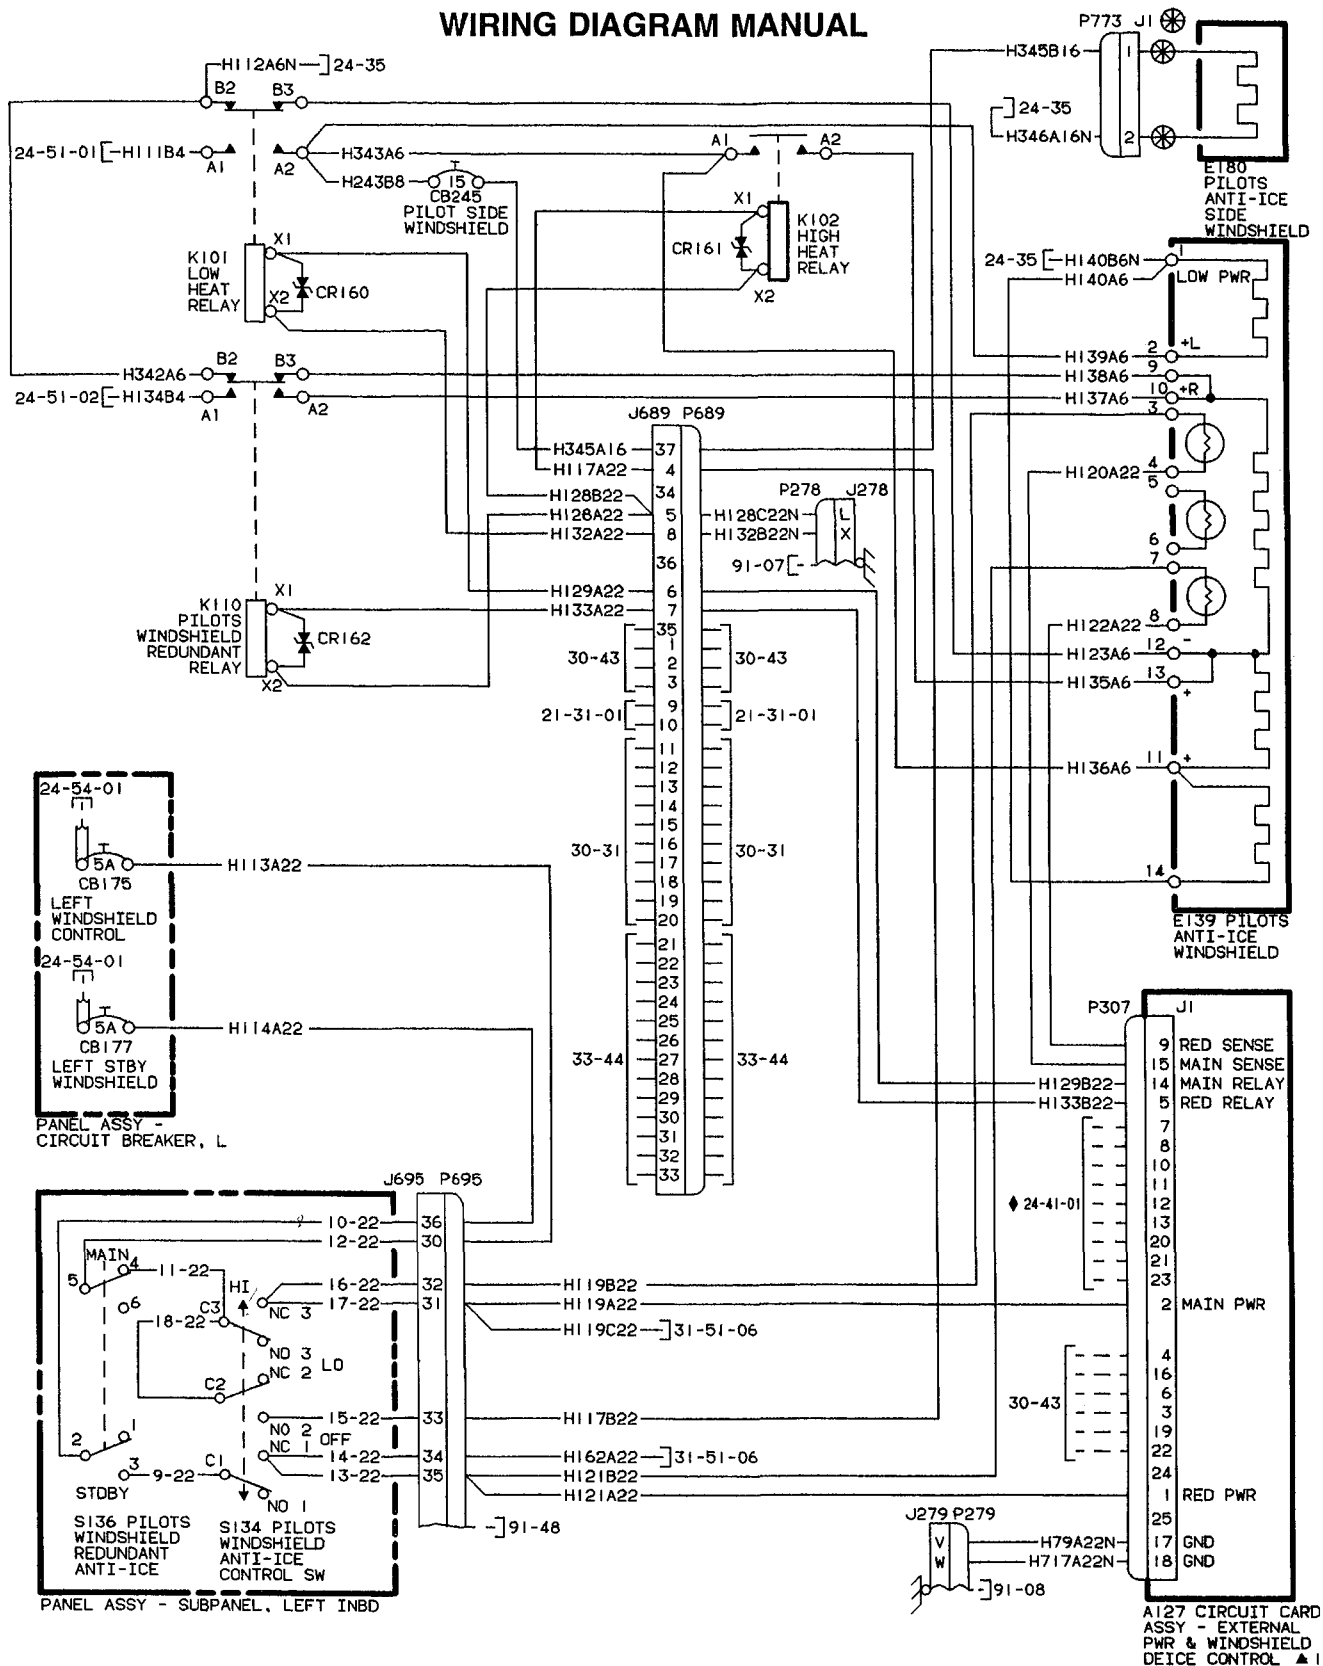 WIRING DIAGRAM MANUAL
P773 J1
H112A6N 24-35
H345B16 1
B2 B3
24-35
H346A16N 2
24-51-01 H111B4 A1 A2 H343A6 A1 A2
H243B8 15
CB245
PILOT SIDE
WINDSHIELD
E180
PILOTS
ANTI-ICE
SIDE
WINDSHIELD
X1
K102
HIGH
HEAT
RELAY
CR161
X2
X1
K101
LOW
HEAT
RELAY
X2
CR160
24-35 H140B6N 1
H140A6 LOW PWR
H139A6 2 +L
H138A6 9
H137A6 10 +R
3
H120A22 4
5
6
7
H122A22 8
H123A6 12 -
H135A6 13 +
H136A6 11 +
14
E139 PILOTS
ANTI-ICE
WINDSHIELD
H342A6 B2 B3
24-51-02 H134B4 A1 A2
J689 P689
H345A16 37
H117A22 4
H128B22 34
H128A22 5 H128C22N
H132A22 8 H132B22N
P278 J278
L
X
91-07
36
H129A22 6
H133A22 7
X1
K110
PILOTS
WINDSHIELD
REDUNDANT
RELAY
CR162
X2
35
1
30-43 2 30-43
3
9
21-31-01 21-31-01
10
11
12
13
14
15
30-31 16 30-31
17
18
19
20
21
22
23
24
25
26
33-44 27 33-44
28
29
30
31
32
33
24-54-01
5A
CB175
LEFT
WINDSHIELD
CONTROL
H113A22
24-54-01
5A
CB177
LEFT STBY
WINDSHIELD
H114A22
PANEL ASSY -
CIRCUIT BREAKER, L
P307 J1
9 RED SENSE
15 MAIN SENSE
H129B22 14 MAIN RELAY
H133B22 5 RED RELAY
7
8
10
11
24-41-01 12
13
20
21
23
2 MAIN PWR
4
16
6
30-43 3
19
22
24
1 RED PWR
25
H79A22N 17 GND
H717A22N 18 GND
J279 P279
V
W
91-08
A127 CIRCUIT CARD
ASSY - EXTERNAL
PWR & WINDSHIELD
DEICE CONTROL ▲ 1
J695 P695
10-22 36
12-22 30
MAIN
5 4 11-22
HI
16-22 32 H119B22
17-22 31 H119A22
NC 3
6
18-22 C3
H119C22 31-51-06
NO 3
NC 2 LO
C2
15-22 33 H117B22
NO 2
2 1
NC 1 OFF
14-22 34 H162A22 31-51-06
3 9-22 C1
13-22 35 H121B22
H121A22
NO 1
STDBY
91-48
S136 PILOTS
WINDSHIELD
REDUNDANT
ANTI-ICE
S134 PILOTS
WINDSHIELD
ANTI-ICE
CONTROL SW
PANEL ASSY - SUBPANEL, LEFT INBD